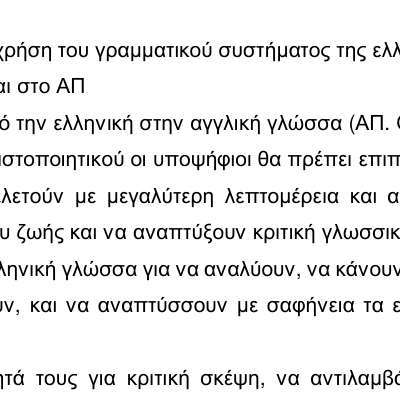 χρήση του γραμματικού συστήματος της ελλ
αι στο ΑΠ
ό την ελληνική στην αγγλική γλώσσα (ΑΠ.
ιστοποιητικού οι υποψήφιοι θα πρέπει επιπ
ελετούν με μεγαλύτερη λεπτομέρεια και α
υ ζωής και να αναπτύξουν κριτική γλωσσικ
ληνική γλώσσα για να αναλύουν, να κάνουν
υν, και να αναπτύσσουν με σαφήνεια τα ε
ητά τους για κριτική σκέψη, να αντιλαμβά